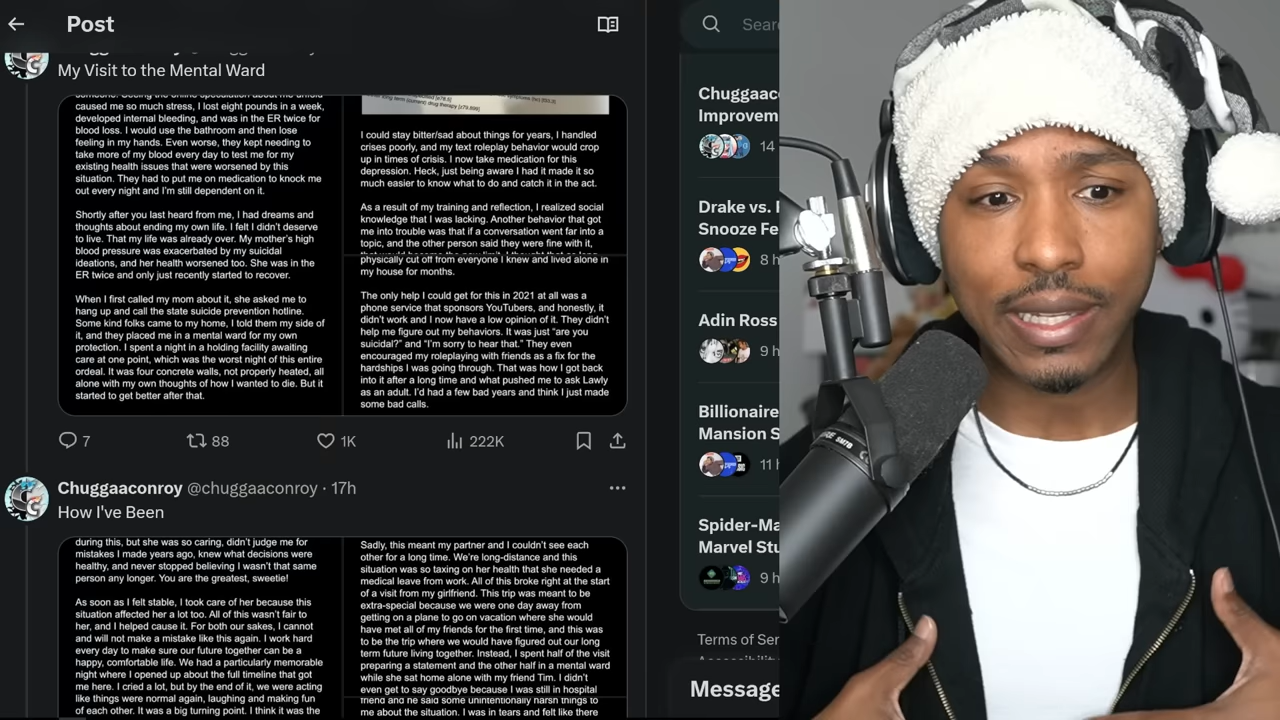 Post
My Visit to the Mental Ward
caused me so much stress, I lost eight pounds in a week,
developed internal bleeding, and was in the ER twice for
blood loss. I would use the bathroom and then lose
feeling in my hands. Even worse, they kept needing to
take more of my blood every day to test me for my
existing health issues that were worsened by this
situation. They had to put me on medication to knock me
out every night and I'm still dependent on it.
Shortly after you last heard from me, I had dreams and
thoughts about ending my own life. I felt I didn't deserve
to live. That my life was already over. My mother's high
blood pressure was exacerbated by my suicidal
ideations, and her health worsened too. She was in the
ER twice and only just recently started to recover.
When I first called my mom about it, she asked me to
hang up and call the state suicide prevention hotline.
Some kind folks came to my home, I told them my side of
it, and they placed me in a mental ward for my own
protection. I spent a night in a holding facility awaiting
care at one point, which was the worst night of this entire
ordeal. It was four concrete walls, not properly heated, all
alone with my own thoughts of how I wanted to die. But it
started to get better after that.
I could stay bitter/sad about things for years, I handled
crises poorly, and my text roleplay behavior would crop
up in times of crisis. I now take medication for this
depression. Heck, just being aware I had it made it so
much easier to know what to do and catch it in the act.
As a result of my training and reflection, I realized social
knowledge that I was lacking. Another behavior that got
me into trouble was that if a conversation went far into a
topic, and the other person said they were fine with it,
physically cut off from everyone I knew and lived alone in
my house for months.
The only help I could get for this in 2021 at all was a
phone service that sponsors YouTubers, and honestly, it
didn't work and I now have a low opinion of it. They didn't
help me figure out my behaviors. It was just "are you
suicidal?" and "I'm sorry to hear that." They even
encouraged my roleplaying with friends as a fix for the
hardships I was going through. That was how I got back
into it after a long time and what pushed me to ask Lawly
as an adult. I'd had a few bad years and think I just made
some bad calls.
7 88 1K 222K
Chuggaaconroy @chuggaaconroy · 17h
How I've Been
during this, but she was so caring, didn't judge me for
mistakes I made years ago, knew what decisions were
healthy, and never stopped believing I wasn't that same
person any longer. You are the greatest, sweetie!
As soon as I felt stable, I took care of her because this
situation affected her a lot too. All of this wasn't fair to
her, and I helped cause it. For both our sakes, I cannot
and will not make a mistake like this again. I work hard
every day to make sure our future together can be a
happy, comfortable life. We had a particularly memorable
night where I opened up about the full timeline that got
me here. I cried a lot, but by the end of it, we were acting
like things were normal again, laughing and making fun
of each other. It was a big turning point. I think it was the
Sadly, this meant my partner and I couldn't see each
other for a long time. We're long-distance and this
situation was so taxing on her health that she needed a
medical leave from work. All of this broke right at the start
of a visit from my girlfriend. This trip was meant to be
extra-special because we were one day away from
getting on a plane to go on vacation where she would
have met all of my friends for the first time, and this was
to be the trip where we would have figured out our long
term future living together. Instead, I spent half of the visit
preparing a statement and the other half in a mental ward
while she sat home alone with my friend Tim. I didn't
even get to say goodbye because I was still in hospital
friend and he said some unintentionally harsh things to
me about the situation. I was in tears and felt like there
Sear
Chuggaac
Improvem
14
Drake vs.
Snooze Fe
8 h
Adin Ross
9 h
Billionaire
Mansion S
11 h
Spider-Ma
Marvel Stu
9 h
Terms of Ser
Message
SM7B